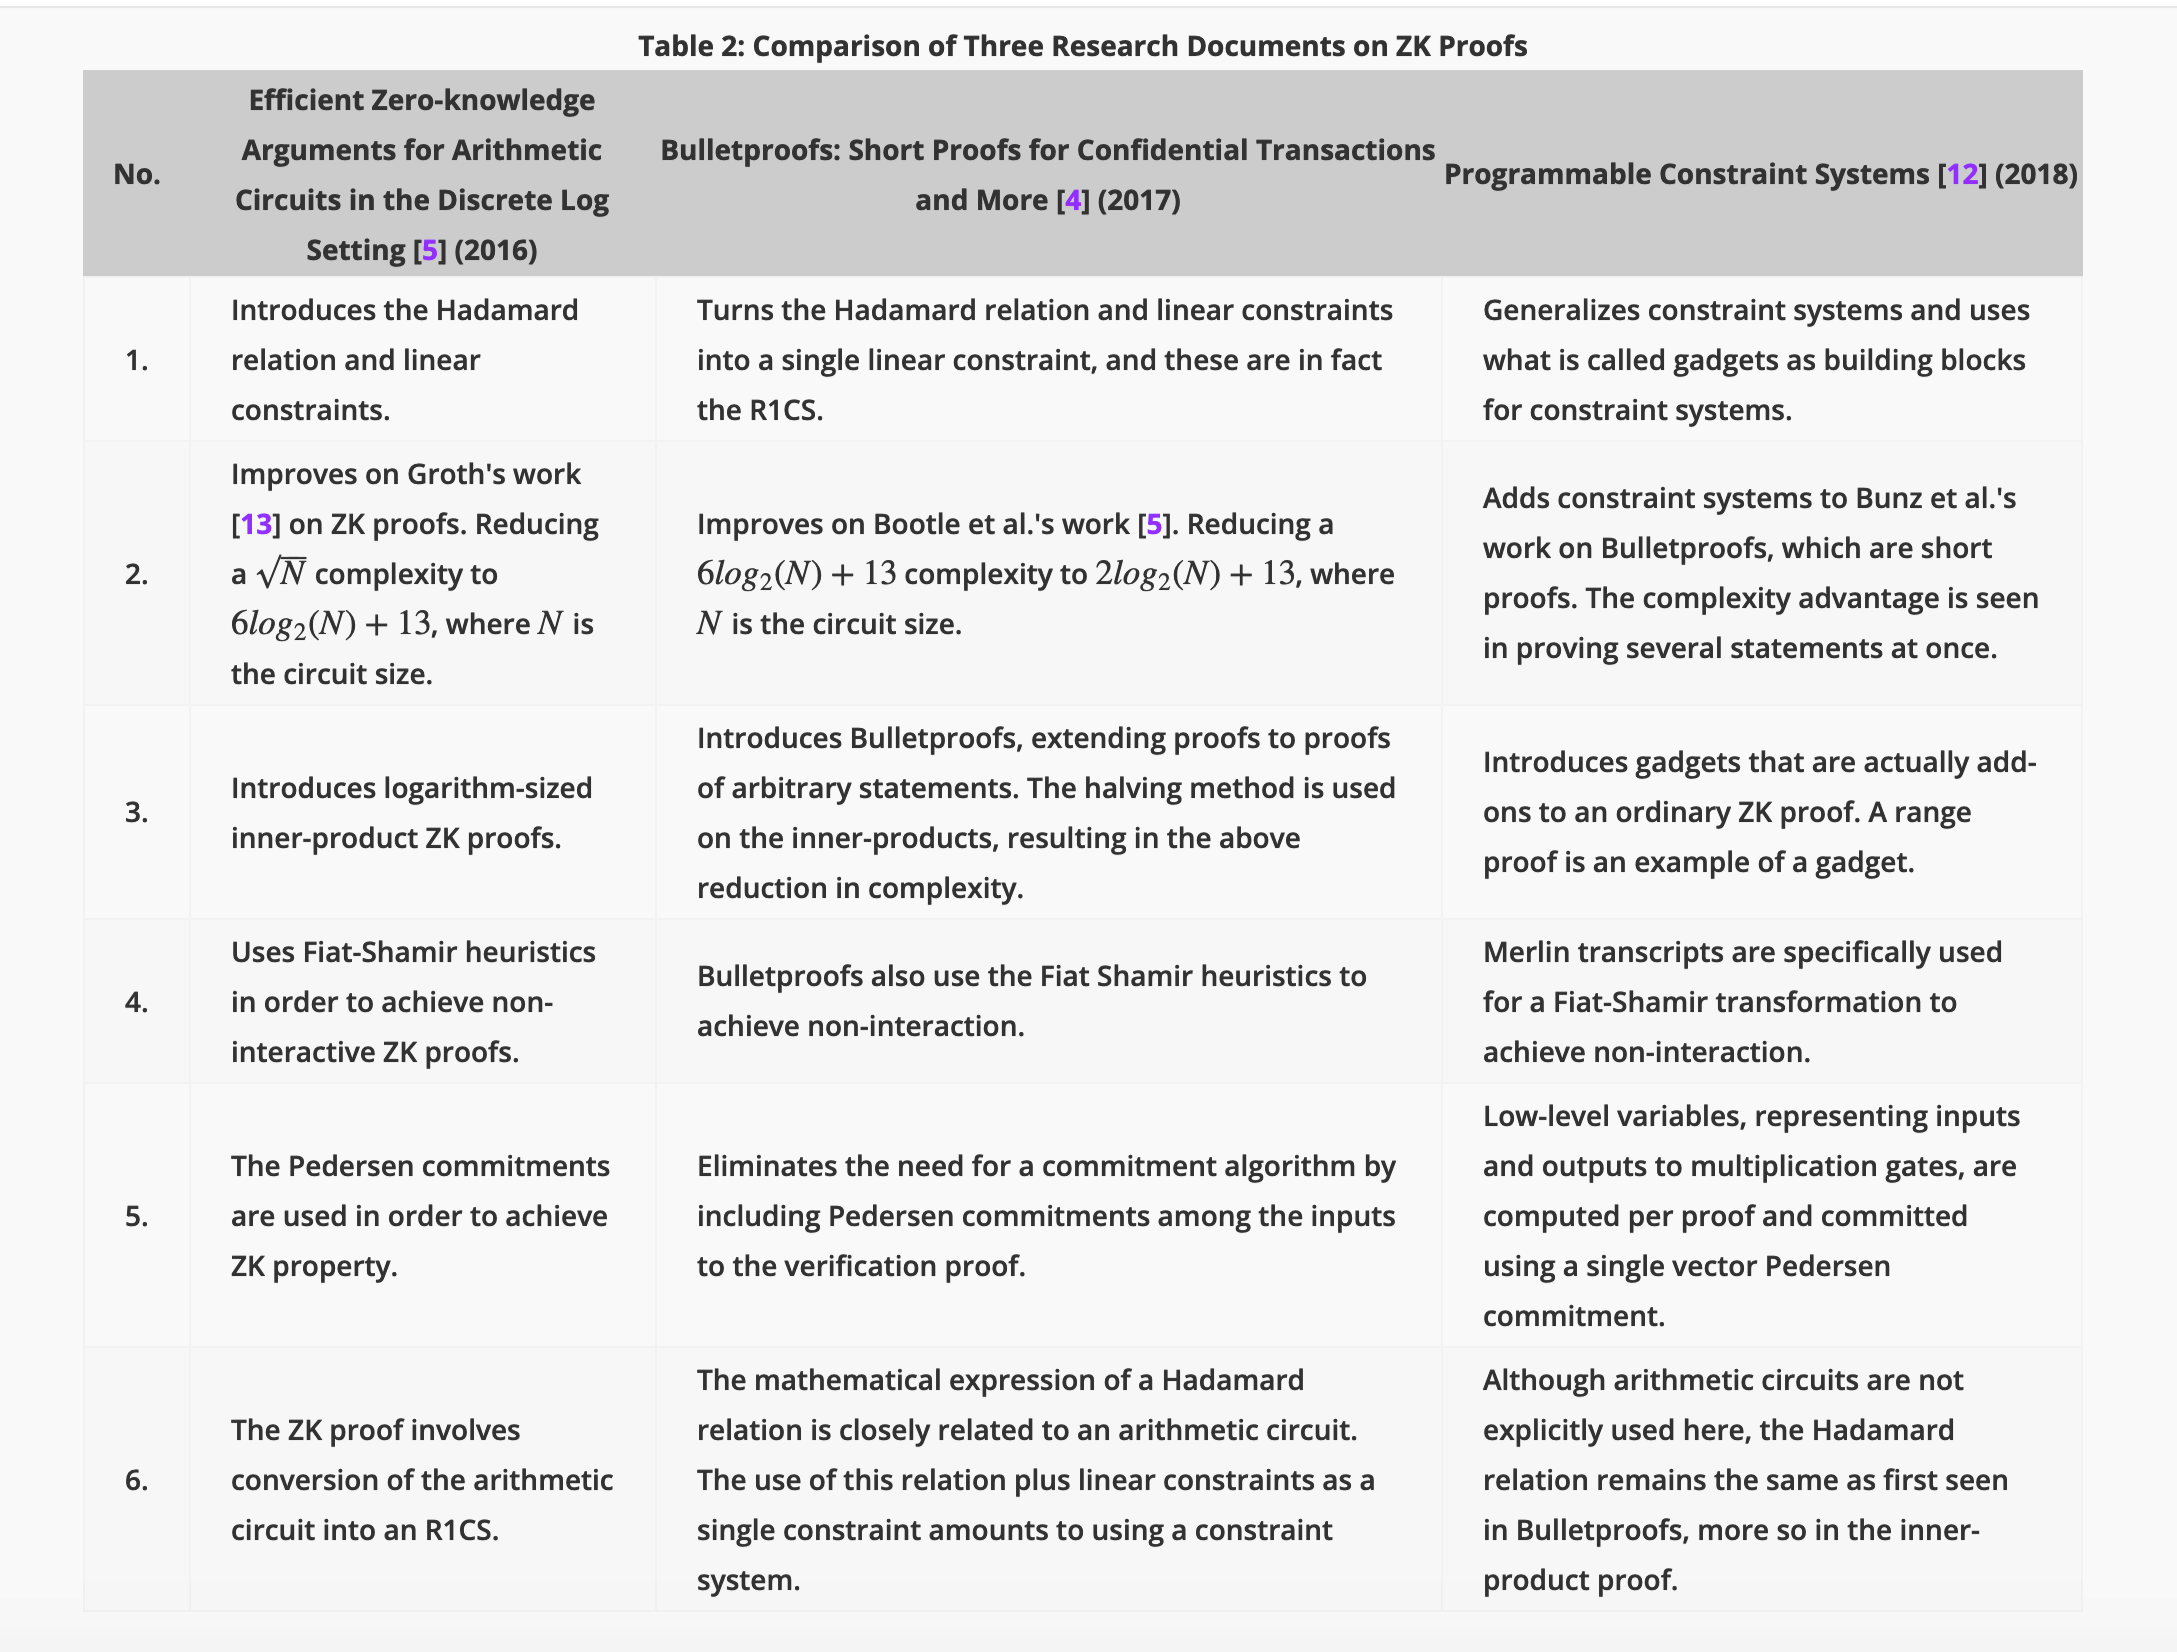 Table 2: Comparison of Three Research Documents on ZK Proofs
No.
Efficient Zero-knowledge
Arguments for Arithmetic
Circuits in the Discrete Log
Setting [5] (2016)
Bulletproofs: Short Proofs for Confidential Transactions
and More [4] (2017)
Programmable Constraint Systems [12] (2018)
1.
Introduces the Hadamard
relation and linear
constraints.
Turns the Hadamard relation and linear constraints
into a single linear constraint, and these are in fact
the R1CS.
Generalizes constraint systems and uses
what is called gadgets as building blocks
for constraint systems.
2.
Improves on Groth's work
[13] on ZK proofs. Reducing
a √N complexity to
6log₂(N) + 13, where N is
the circuit size.
Improves on Bootle et al.'s work [5]. Reducing a
6log₂(N) + 13 complexity to 2log₂(N) + 13, where
N is the circuit size.
Adds constraint systems to Bunz et al.'s
work on Bulletproofs, which are short
proofs. The complexity advantage is seen
in proving several statements at once.
3.
Introduces logarithm-sized
inner-product ZK proofs.
Introduces Bulletproofs, extending proofs to proofs
of arbitrary statements. The halving method is used
on the inner-products, resulting in the above
reduction in complexity.
Introduces gadgets that are actually add-
ons to an ordinary ZK proof. A range
proof is an example of a gadget.
4.
Uses Fiat-Shamir heuristics
in order to achieve non-
interactive ZK proofs.
Bulletproofs also use the Fiat Shamir heuristics to
achieve non-interaction.
Merlin transcripts are specifically used
for a Fiat-Shamir transformation to
achieve non-interaction.
5.
The Pedersen commitments
are used in order to achieve
ZK property.
Eliminates the need for a commitment algorithm by
including Pedersen commitments among the inputs
to the verification proof.
Low-level variables, representing inputs
and outputs to multiplication gates, are
computed per proof and committed
using a single vector Pedersen
commitment.
6.
The ZK proof involves
conversion of the arithmetic
circuit into an R1CS.
The mathematical expression of a Hadamard
relation is closely related to an arithmetic circuit.
The use of this relation plus linear constraints as a
single constraint amounts to using a constraint
system.
Although arithmetic circuits are not
explicitly used here, the Hadamard
relation remains the same as first seen
in Bulletproofs, more so in the inner-
product proof.